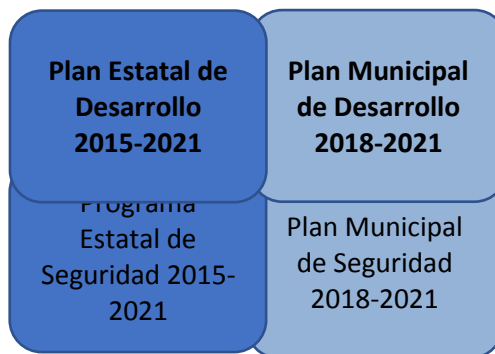 Plan Estatal de
Desarrollo
2015-2021
Plan Municipal
de Desarrollo
2018-2021
Programa
Estatal de
Seguridad 2015-
2021
Plan Municipal
de Seguridad
2018-2021